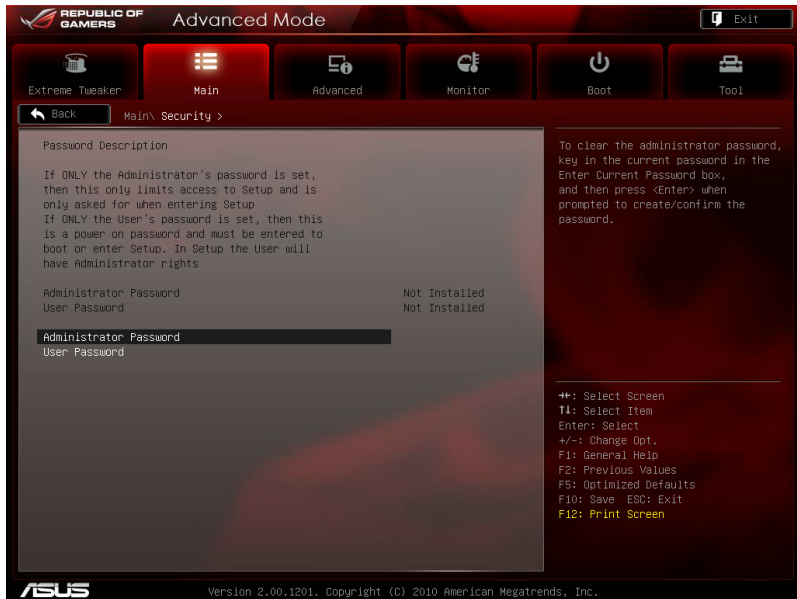 REPUBLIC OF
GAMERS
Advanced Mode
Exit
Extreme Tweaker
Main
Advanced
Monitor
Boot
Tool
Back
Main\ Security >
Password Description
If ONLY the Administrator's password is set,
then this only limits access to Setup and is
only asked for when entering Setup
If ONLY the User's password is set, then this
is a power on password and must be entered to
boot or enter Setup. In Setup the User will
have Administrator rights
Administrator Password Not Installed
User Password Not Installed
Administrator Password
User Password
To clear the administrator password,
key in the current password in the
Enter Current Password box,
and then press <Enter> when
prompted to create/confirm the
password.
→←: Select Screen
↑↓: Select Item
Enter: Select
+/-: Change Opt.
F1: General Help
F2: Previous Values
F5: Optimized Defaults
F10: Save ESC: Exit
F12: Print Screen
ASUS
Version 2.00.1201. Copyright (C) 2010 American Megatrends, Inc.